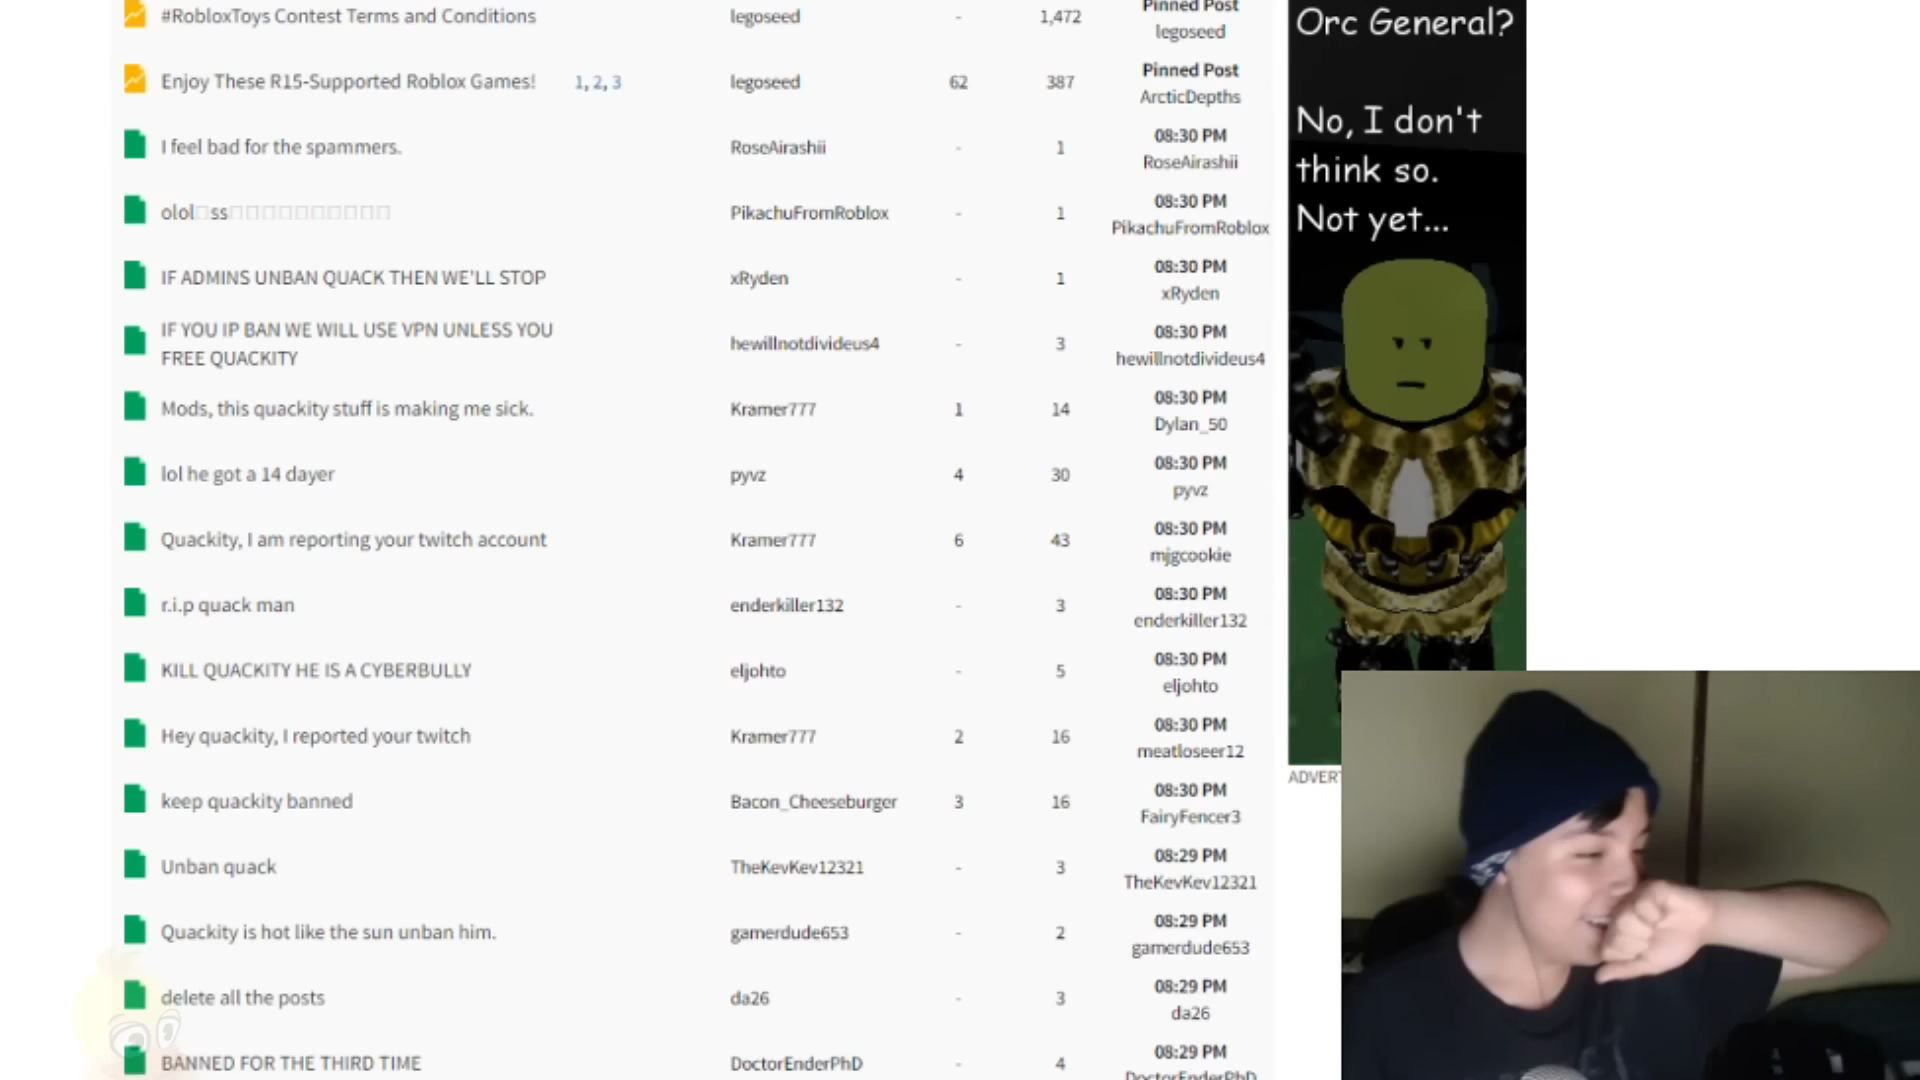 #RobloxToys Contest Terms and Conditions legoseed - 1,472 Pinned Post
legoseed
Enjoy These R15-Supported Roblox Games! 1, 2, 3 legoseed 62 387 Pinned Post
ArcticDepths
I feel bad for the spammers. RoseAirashii - 1 08:30 PM
RoseAirashii
olol ss PikachuFromRoblox - 1 08:30 PM
PikachuFromRoblox
IF ADMINS UNBAN QUACK THEN WE'LL STOP xRyden - 1 08:30 PM
xRyden
IF YOU IP BAN WE WILL USE VPN UNLESS YOU
FREE QUACKITY hewillnotdivideus4 - 3 08:30 PM
hewillnotdivideus4
Mods, this quackity stuff is making me sick. Kramer777 1 14 08:30 PM
Dylan_50
lol he got a 14 dayer pyvz 4 30 08:30 PM
pyvz
Quackity, I am reporting your twitch account Kramer777 6 43 08:30 PM
mjgcookie
r.i.p quack man enderkiller132 - 3 08:30 PM
enderkiller132
KILL QUACKITY HE IS A CYBERBULLY eljohto - 5 08:30 PM
eljohto
Hey quackity, I reported your twitch Kramer777 2 16 08:30 PM
meatloseer12
keep quackity banned Bacon_Cheeseburger 3 16 08:30 PM
FairyFencer3
Unban quack TheKevKev12321 - 3 08:29 PM
TheKevKev12321
Quackity is hot like the sun unban him. gamerdude653 - 2 08:29 PM
gamerdude653
delete all the posts da26 - 3 08:29 PM
da26
BANNED FOR THE THIRD TIME DoctorEnderPhD - 4 08:29 PM
DoctorEnderPhD
Orc General?
No, I don't
think so.
Not yet...
ADVERT